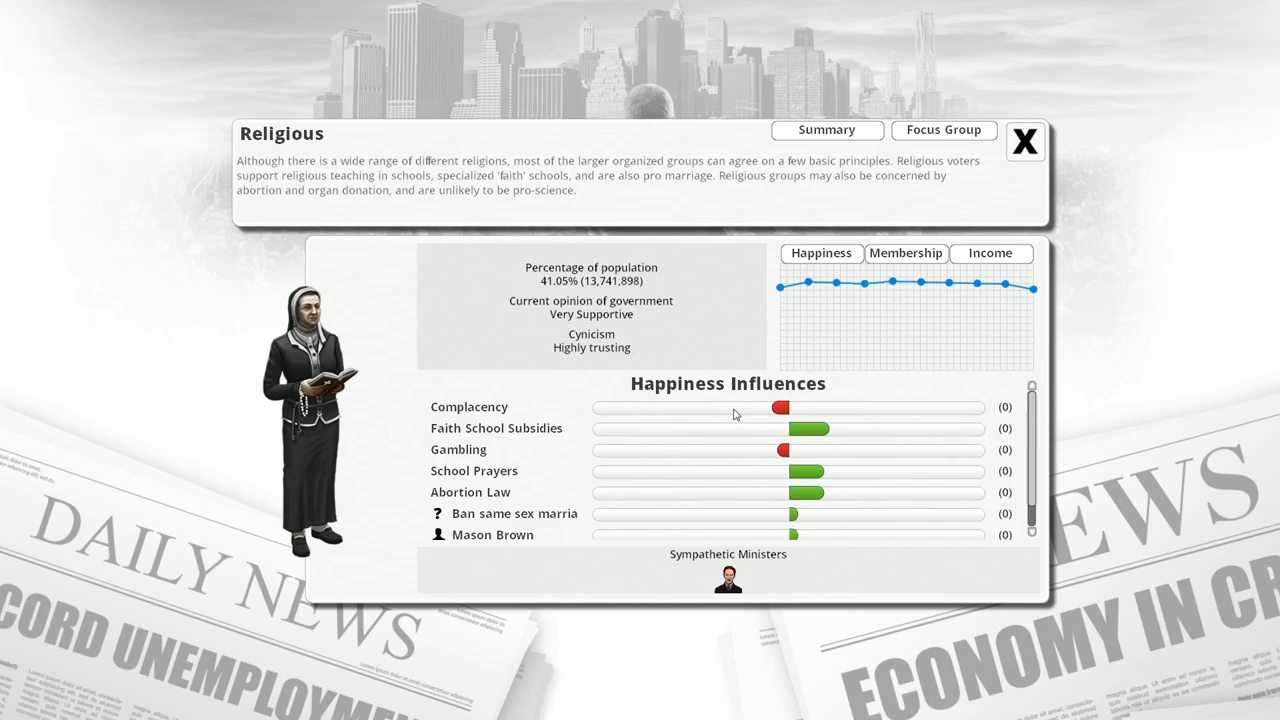 Religious
Summary
Focus Group
X
Although there is a wide range of different religions, most of the larger organized groups can agree on a few basic principles. Religious voters
support religious teaching in schools, specialized 'faith' schools, and are also pro marriage. Religious groups may also be concerned by
abortion and organ donation, and are unlikely to be pro-science.
Percentage of population
41.05% (13,741,898)
Current opinion of government
Very Supportive
Cynicism
Highly trusting
Happiness
Membership
Income
Happiness Influences
Complacency (0)
Faith School Subsidies (0)
Gambling (0)
School Prayers (0)
Abortion Law (0)
? Ban same sex marria (0)
Mason Brown (0)
Sympathetic Ministers
DAILY NEWS
CORD UNEMPLOYMEN
EWS
ECONOMY IN CR